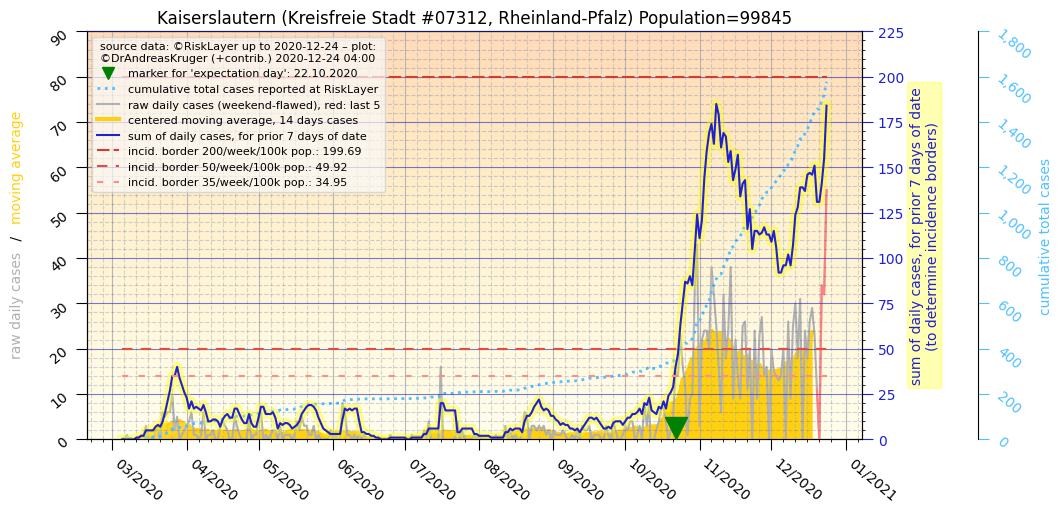 Kaiserslautern (Kreisfreie Stadt #07312, Rheinland-Pfalz) Population=99845
source data: ©RiskLayer up to 2020-12-24 – plot:
©DrAndreasKruger (+contrib.) 2020-12-24 04:00
marker for 'expectation day': 22.10.2020
cumulative total cases reported at RiskLayer
raw daily cases (weekend-flawed), red: last 5
centered moving average, 14 days cases
sum of daily cases, for prior 7 days of date
incid. border 200/week/100k pop.: 199.69
incid. border 50/week/100k pop.: 49.92
incid. border 35/week/100k pop.: 34.95
raw daily cases / moving average
90
80
70
60
50
40
30
20
10
0
225
200
175
150
125
100
75
50
25
0
sum of daily cases, for prior 7 days of date
(to determine incidence borders)
1,800
1,600
1,400
1,200
1,000
800
600
400
200
0
cumulative total cases
03/2020
04/2020
05/2020
06/2020
07/2020
08/2020
09/2020
10/2020
11/2020
12/2020
01/2021